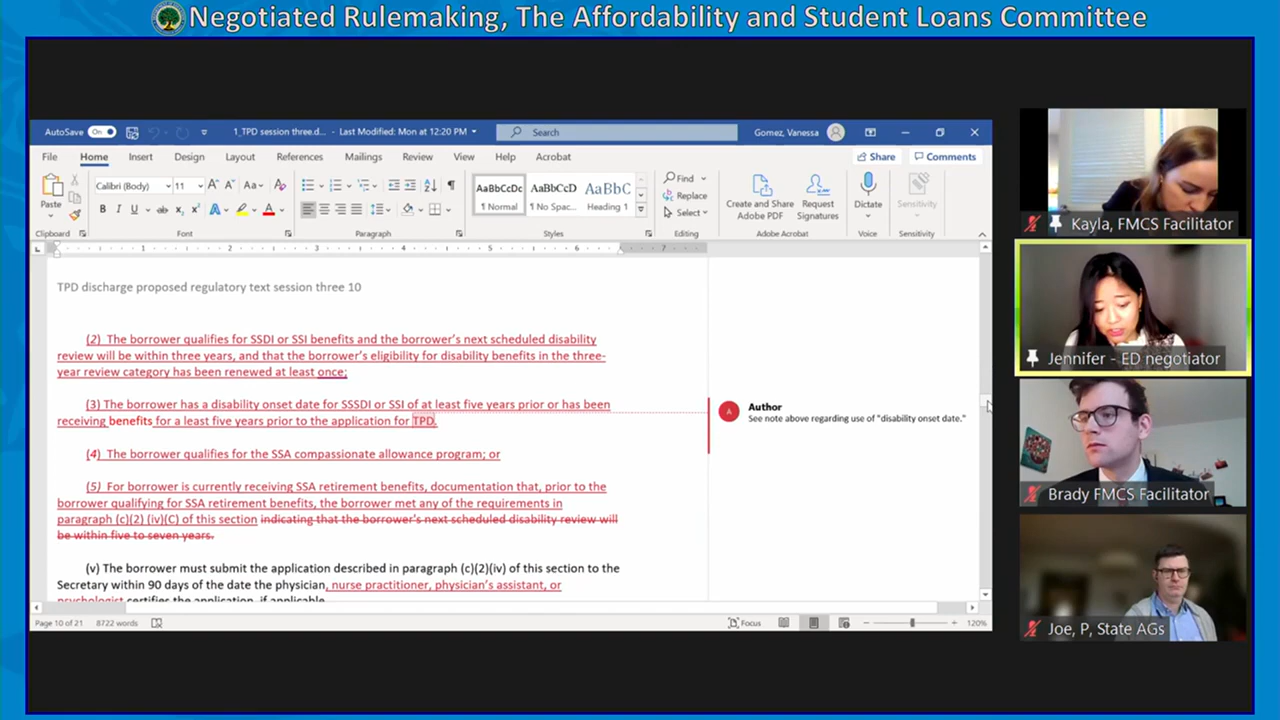 Negotiated Rulemaking, The Affordability and Student Loans Committee
AutoSave On
1_TPD session three.d... - Last Modified: Mon at 12:20 PM
Search
Gomez, Vanessa
File Home Insert Design Layout References Mailings Review View Help Acrobat
Share Comments
Paste
Calibri (Body) 11
AaBbCcDc AaBbCcD AaBbC
¶ Normal ¶ No Spac... Heading 1
Find
Replace
Select
Create and Share Adobe PDF
Request Signatures
Dictate
Sensitivity
Clipboard Font Paragraph Styles Editing Adobe Acrobat Voice Sensitivity
1 2 3 4 5 6 7
TPD discharge proposed regulatory text session three 10
(2) The borrower qualifies for SSDI or SSI benefits and the borrower's next scheduled disability
review will be within three years, and that the borrower's eligibility for disability benefits in the three-
year review category has been renewed at least once;
(3) The borrower has a disability onset date for SSSDI or SSI of at least five years prior or has been
receiving benefits for a least five years prior to the application for TPD.
(4) The borrower qualifies for the SSA compassionate allowance program; or
(5) For borrower is currently receiving SSA retirement benefits, documentation that, prior to the
borrower qualifying for SSA retirement benefits, the borrower met any of the requirements in
paragraph (c)(2) (iv)(C) of this section indicating that the borrower's next scheduled disability review will
be within five to seven years.
(v) The borrower must submit the application described in paragraph (c)(2)(iv) of this section to the
Secretary within 90 days of the date the physician, nurse practitioner, physician's assistant, or
psychologist certifies the application, if applicable
A
Author
See note above regarding use of "disability onset date."
Page 10 of 21 8722 words
Focus
120%
Kayla, FMCS Facilitator
Jennifer - ED negotiator
Brady FMCS Facilitator
Joe, P, State AGs